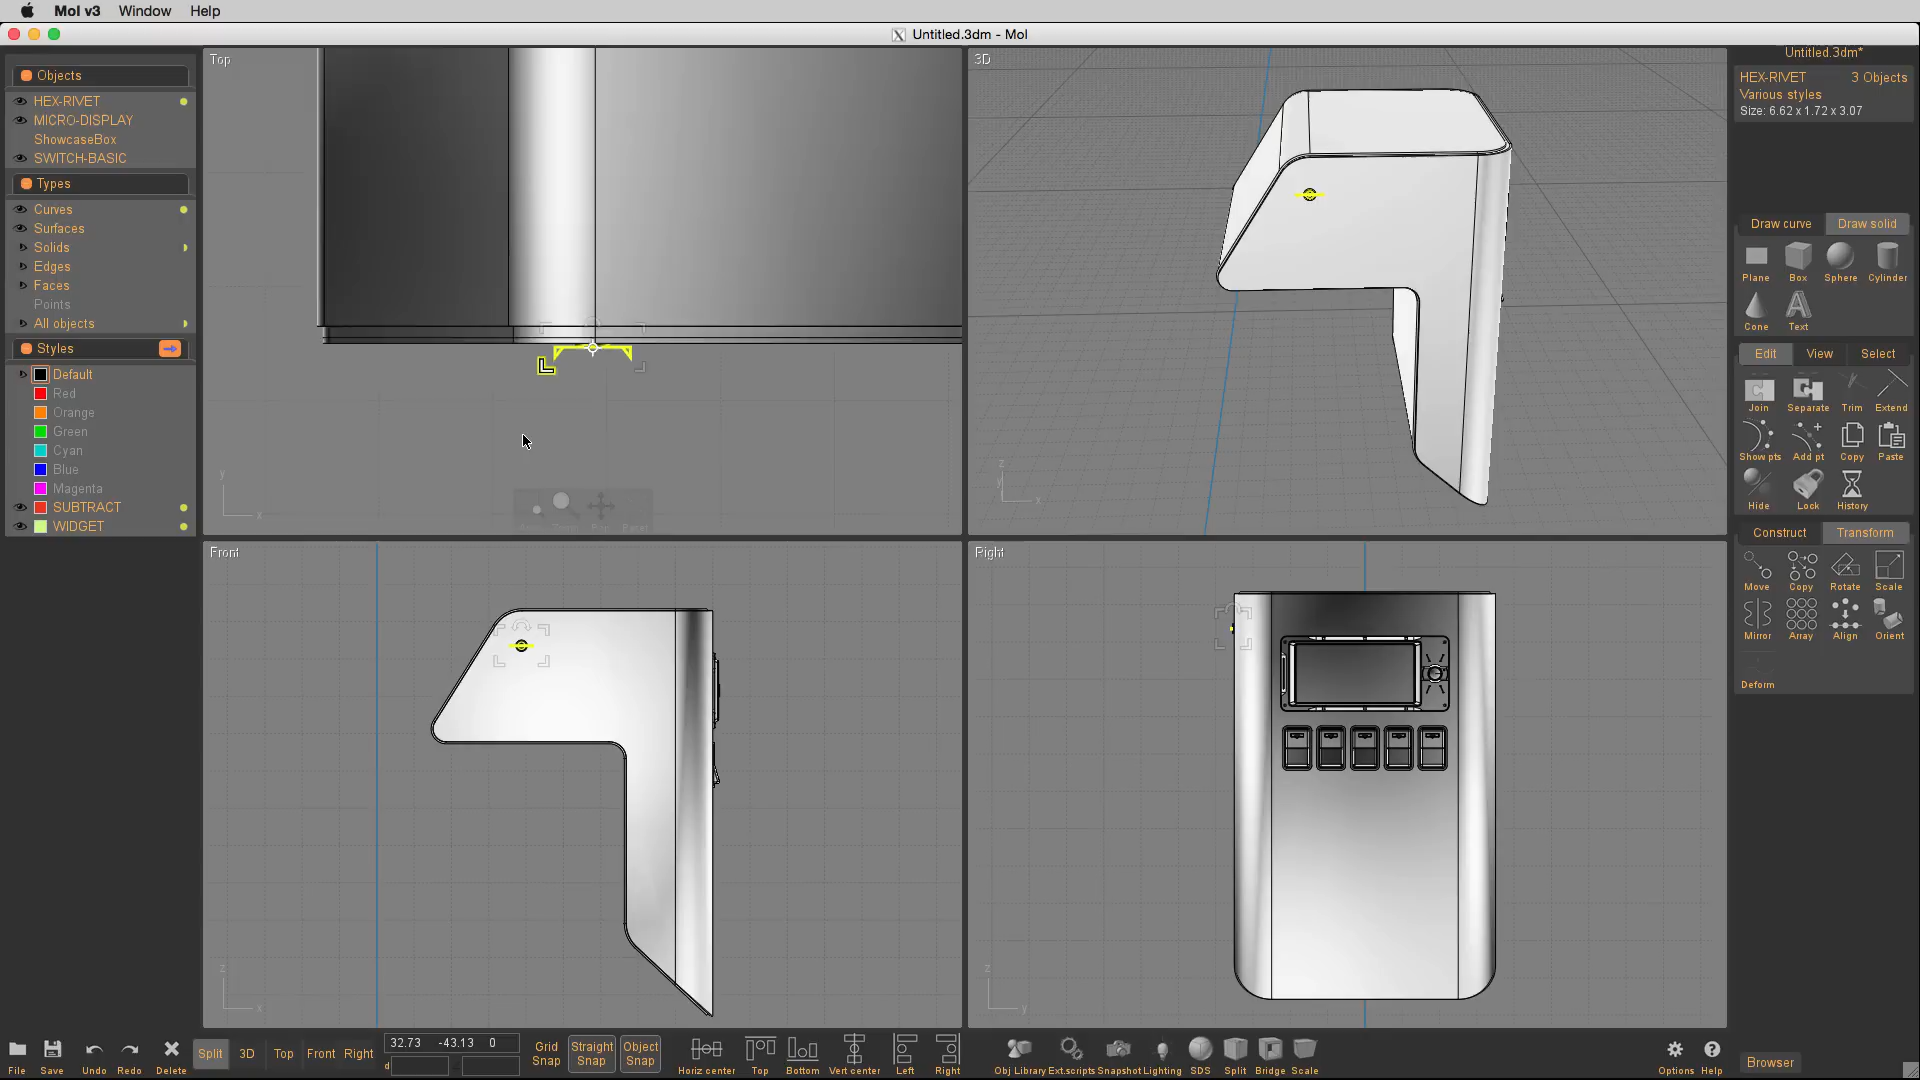 MoI v3 Window Help
Untitled.3dm - MoI
Objects
HEX-RIVET
MICRO-DISPLAY
ShowcaseBox
SWITCH-BASIC
Types
Curves
Surfaces
Solids
Edges
Faces
Points
All objects
Styles
Default
Red
Orange
Green
Cyan
Blue
Magenta
SUBTRACT
WIDGET
Top
y
x
3D
z
y
x
Front
z
x
Right
z
y
Untitled.3dm*
HEX-RIVET 3 Objects
Various styles
Size: 6.62 x 1.72 x 3.07
Draw curve Draw solid
Plane Box Sphere Cylinder
Cone Text
Edit View Select
Join Separate Trim Extend
Show pts Add pt Copy Paste
Hide Lock History
Construct Transform
Move Copy Rotate Scale
Mirror Array Align Orient
Deform
File Save Undo Redo Delete
Split 3D Top Front Right
32.73 -43.13 0
d
Grid Snap
Straight Snap
Object Snap
Horiz center Top Bottom Vert center Left Right
Obj Library Ext.scripts Snapshot Lighting SDS Split Bridge Scale
Options Help
Browser